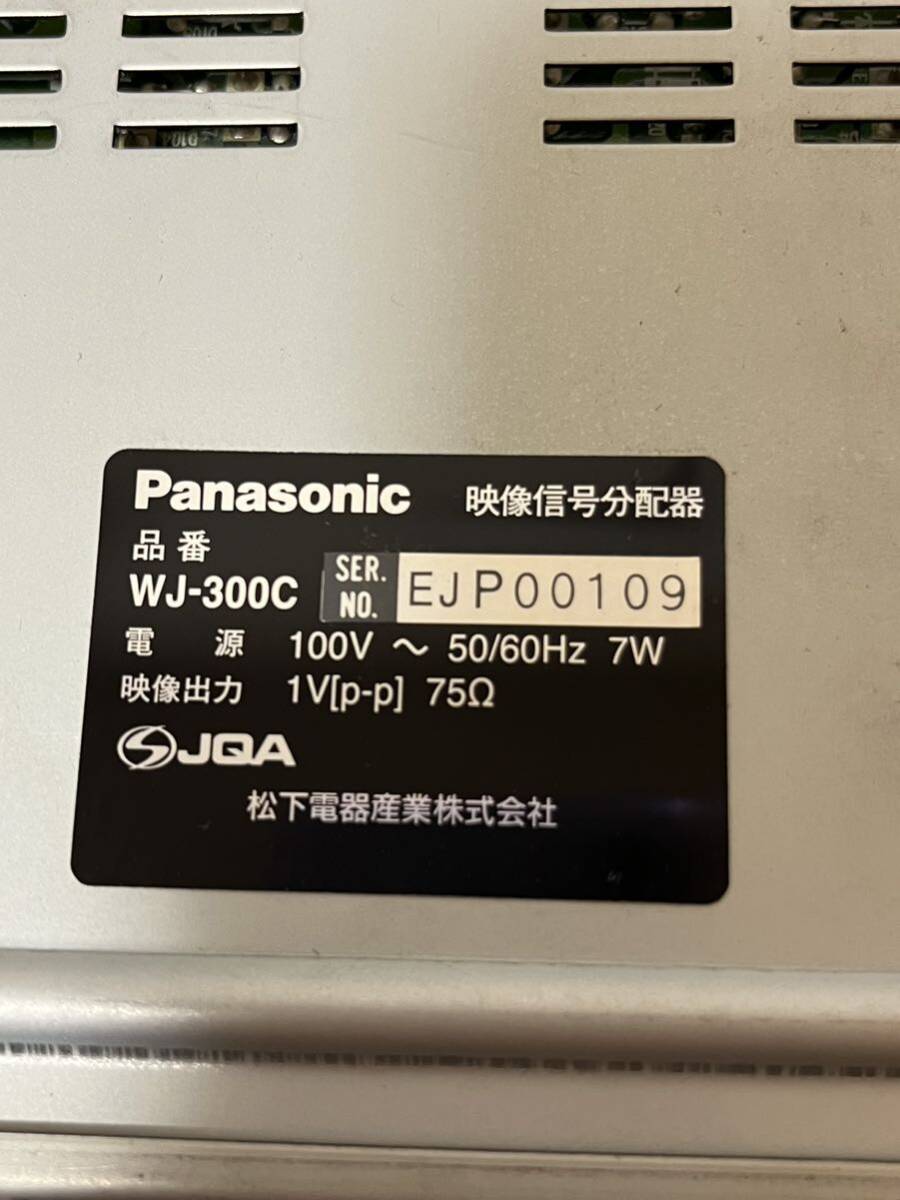 Panasonic 映像信号分配器
品番
WJ-300C SER. NO. EJP00109
電源 100V ～ 50/60Hz 7W
映像出力 1V[p-p] 75Ω
JQA
松下電器産業株式会社